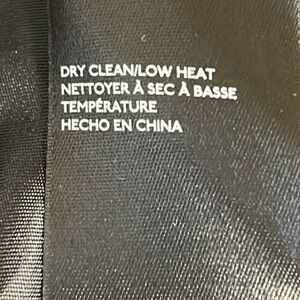 DRY CLEAN/LOW HEAT
NETTOYER À SEC À BASSE
TEMPÉRATURE
HECHO EN CHINA